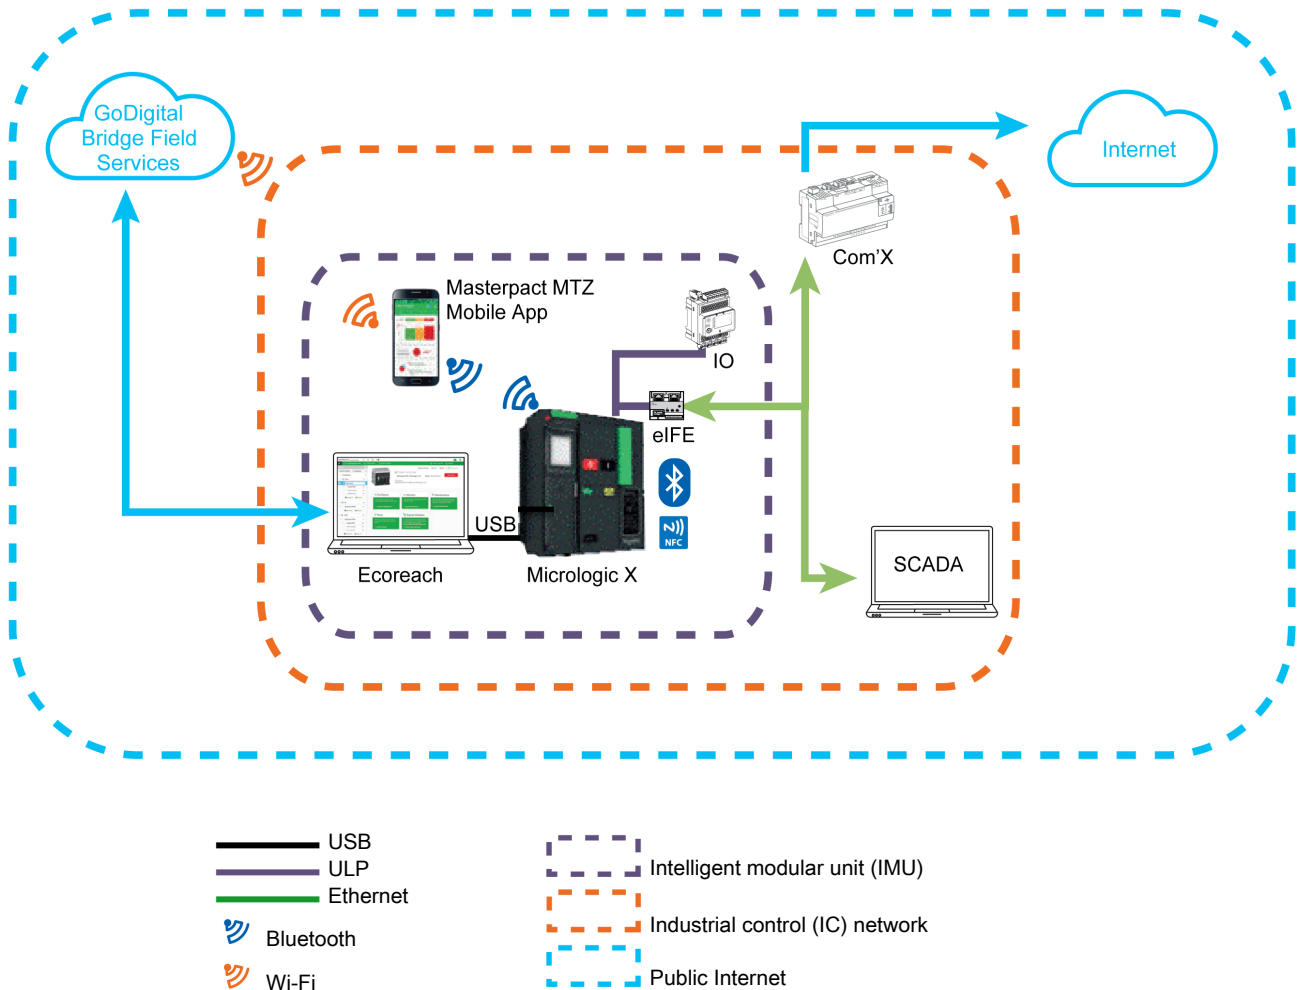 GoDigital
Bridge Field
Services
Internet
Com'X
Masterpact MTZ
Mobile App
IO
eIFE
USB
NFC
Ecoreach
Micrologic X
SCADA
USB
ULP
Ethernet
Bluetooth
Wi-Fi
Intelligent modular unit (IMU)
Industrial control (IC) network
Public Internet